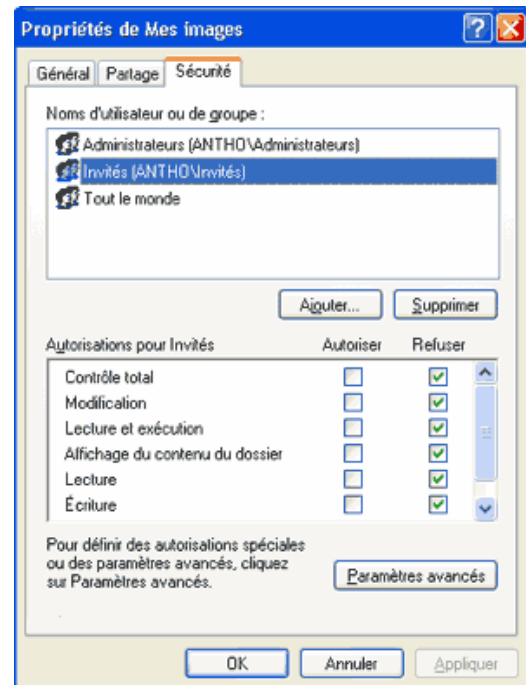 Propriétés de Mes images
Général Partage Sécurité
Noms d'utilisateur ou de groupe :
Administrateurs (ANTHO\Administrateurs)
Invités (ANTHO\Invités)
Tout le monde
Ajouter... Supprimer
Autorisations pour Invités Autoriser Refuser
Contrôle total
Modification
Lecture et exécution
Affichage du contenu du dossier
Lecture
Écriture
Pour définir des autorisations spéciales
ou des paramètres avancés, cliquez
sur Paramètres avancés.
Paramètres avancés
OK Annuler Appliquer